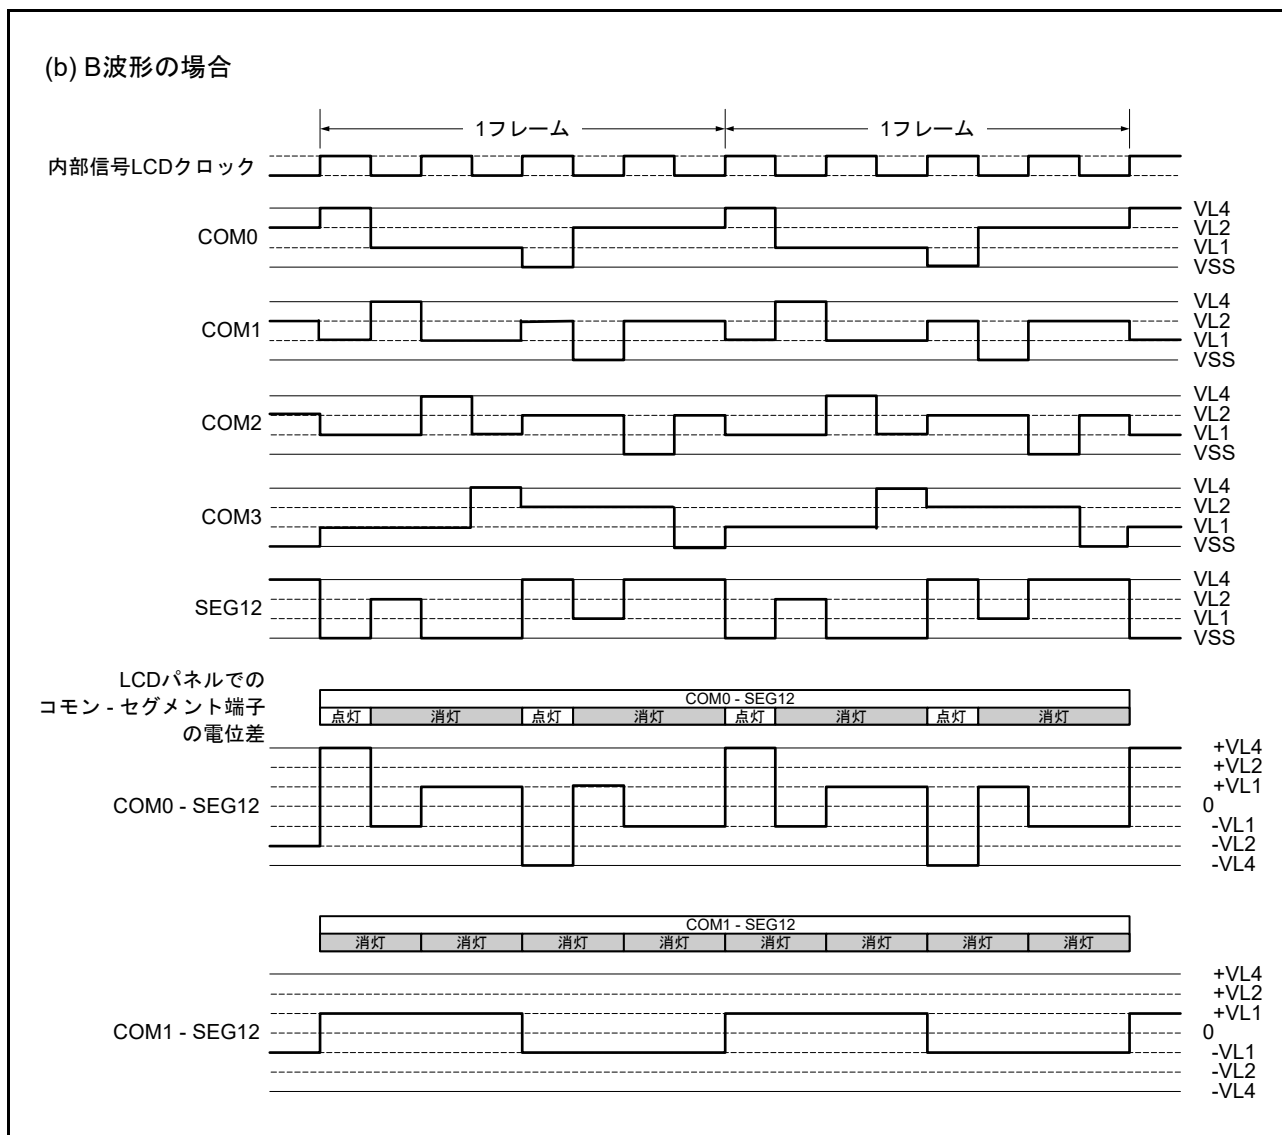 (b) B波形の場合
1フレーム 1フレーム
内部信号LCDクロック
COM0
VL4
VL2
VL1
VSS
COM1
VL4
VL2
VL1
VSS
COM2
VL4
VL2
VL1
VSS
COM3
VL4
VL2
VL1
VSS
SEG12
VL4
VL2
VL1
VSS
LCDパネルでの
コモン - セグメント端子
の電位差
COM0 - SEG12
点灯 消灯 点灯 消灯 点灯 消灯 点灯 消灯
COM0 - SEG12
+VL4
+VL2
+VL1
0
-VL1
-VL2
-VL4
COM1 - SEG12
消灯 消灯 消灯 消灯 消灯 消灯 消灯 消灯
COM1 - SEG12
+VL4
+VL2
+VL1
0
-VL1
-VL2
-VL4